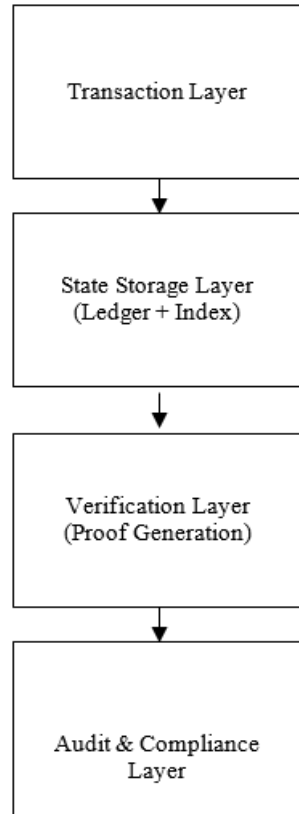 Transaction Layer
State Storage Layer
(Ledger + Index)
Verification Layer
(Proof Generation)
Audit & Compliance
Layer